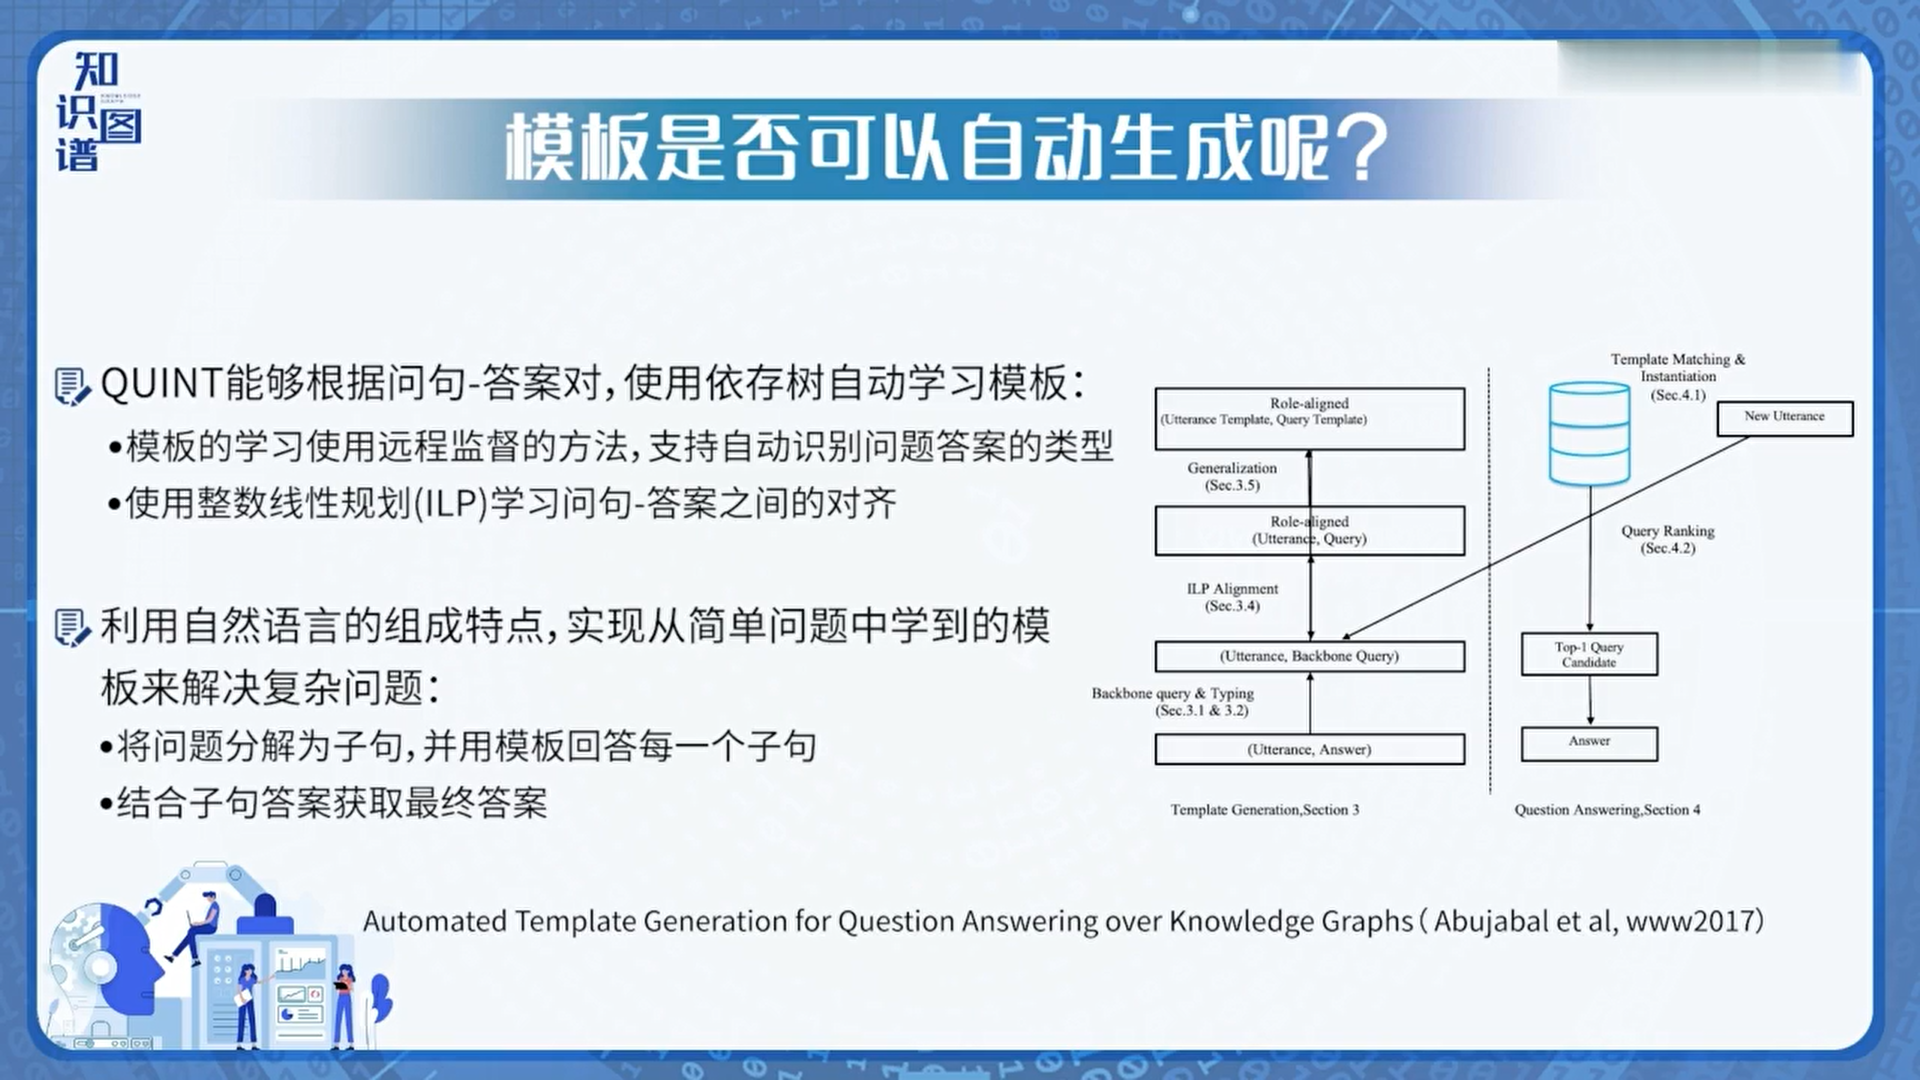 知识图谱
模板是否可以自动生成呢？
QUINT能够根据问句-答案对，使用依存树自动学习模板：
•模板的学习使用远程监督的方法，支持自动识别问题答案的类型
•使用整数线性规划(ILP)学习问句-答案之间的对齐
利用自然语言的组成特点，实现从简单问题中学到的模
板来解决复杂问题：
•将问题分解为子句，并用模板回答每一个子句
•结合子句答案获取最终答案
Role-aligned
(Utterance Template, Query Template)
Generalization
(Sec.3.5)
Role-aligned
(Utterance, Query)
ILP Alignment
(Sec.3.4)
(Utterance, Backbone Query)
Backbone query & Typing
(Sec.3.1 & 3.2)
(Utterance, Answer)
Template Generation,Section 3
Template Matching &
Instantiation
(Sec.4.1)
New Utterance
Query Ranking
(Sec.4.2)
Top-1 Query
Candidate
Answer
Question Answering,Section 4
Automated Template Generation for Question Answering over Knowledge Graphs（ Abujabal et al, www2017）